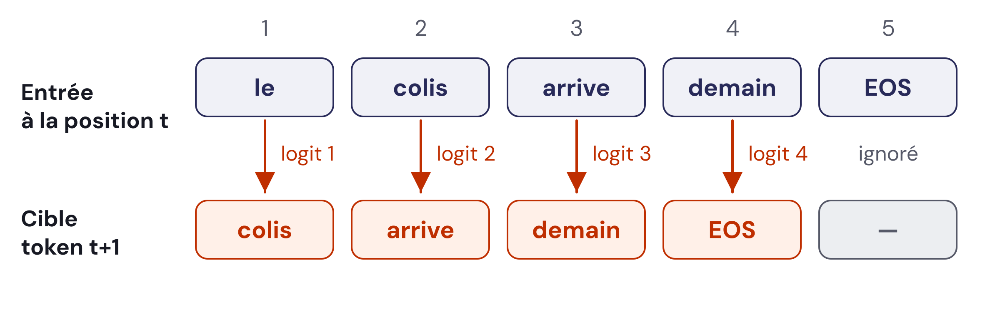 1 2 3 4 5
Entrée
à la position t
le colis arrive demain EOS
logit 1 logit 2 logit 3 logit 4 ignoré
Cible
token t+1
colis arrive demain EOS —